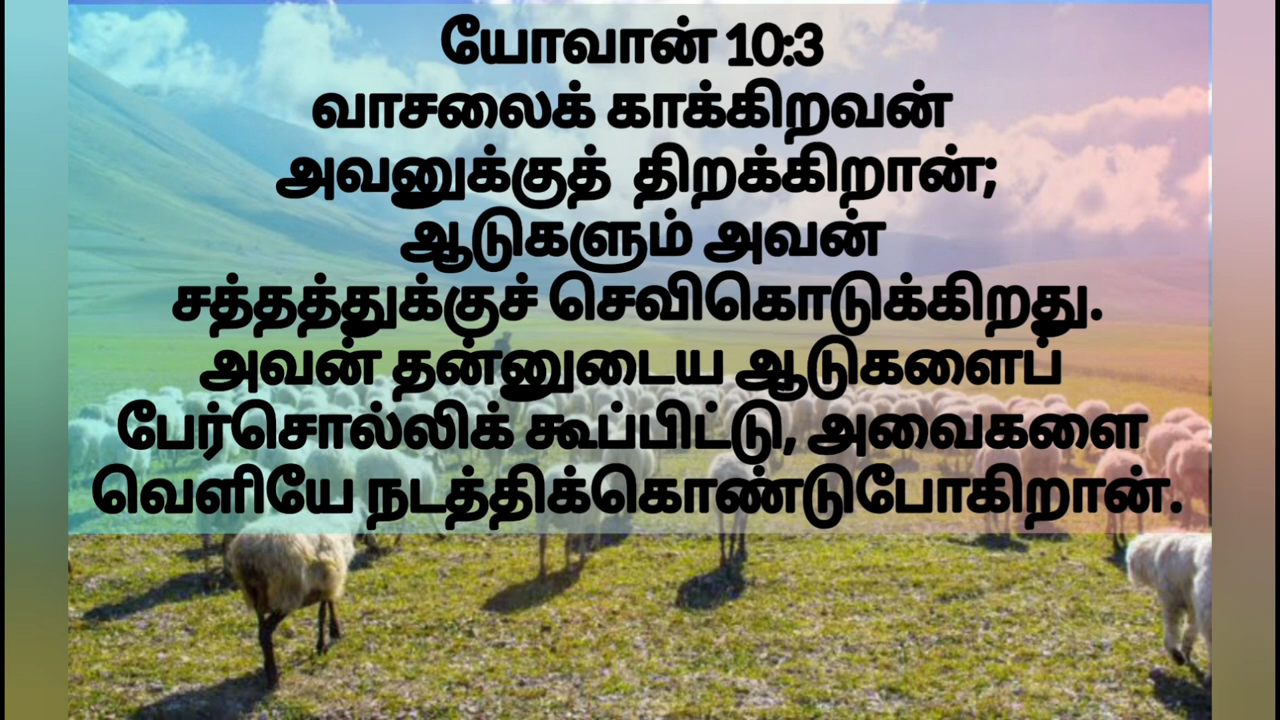 யோவான் 10:3
வாசலைக் காக்கிறவன்
அவனுக்குத் திறக்கிறான்;
ஆடுகளும் அவன்
சத்தத்துக்குச் செவிகொடுக்கிறது.
அவன் தன்னுடைய ஆடுகளைப்
பேர்சொல்லிக் கூப்பிட்டு, அவைகளை
வெளியே நடத்திக்கொண்டுபோகிறான்.